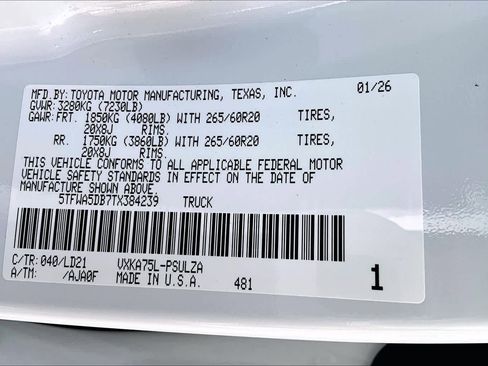 MFD.BY: TOYOTA MOTOR MANUFACTURING, TEXAS, INC. 01/26
GVWR: 3280KG (7230LB)
GAWR: FRT. 1850KG (4080LB) WITH 265/60R20 TIRES,
20X8J RIMS.
RR. 1750KG (3860LB) WITH 265/60R20 TIRES,
20X8J RIMS.
THIS VEHICLE CONFORMS TO ALL APPLICABLE FEDERAL MOTOR
VEHICLE SAFETY STANDARDS IN EFFECT ON THE DATE OF
MANUFACTURE SHOWN ABOVE.
5TFWA5DB7TX384239 TRUCK
C/TR: 040/LD21 VXKA75L-PSULZA
A/TM: /AJA0F MADE IN U.S.A. 481 1